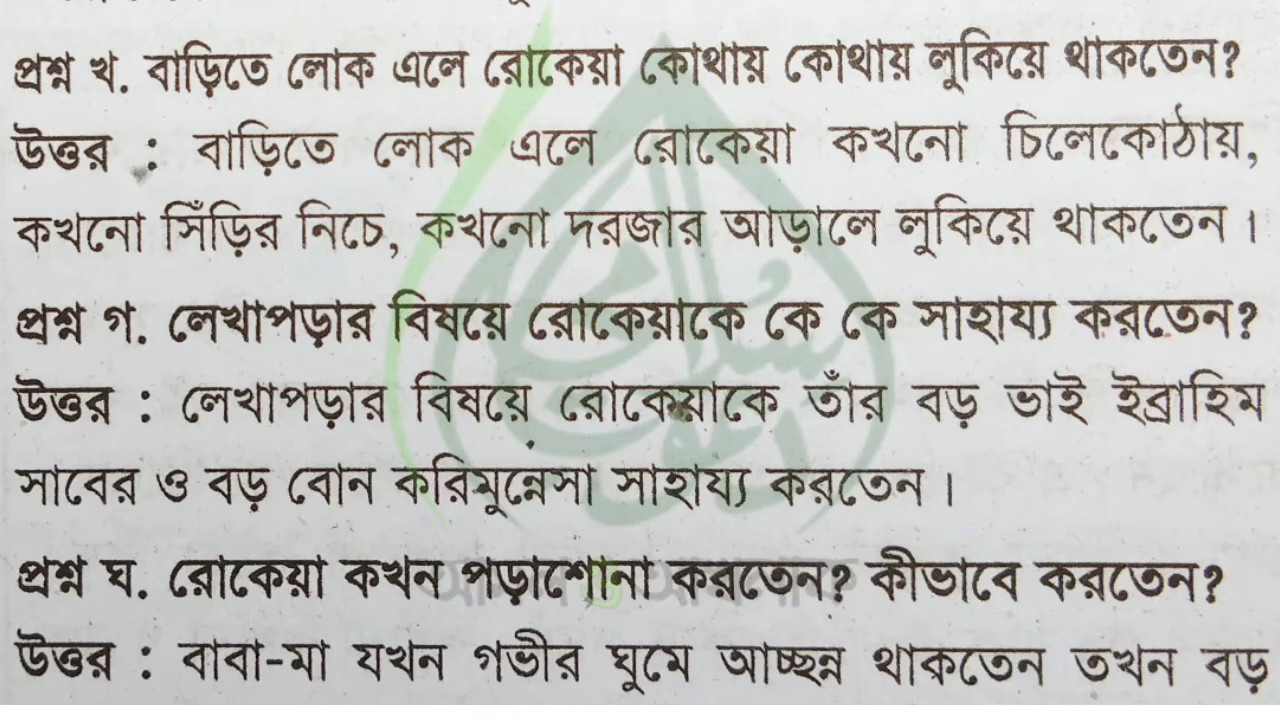 প্রশ্ন খ. বাড়িতে লোক এলে রোকেয়া কোথায় কোথায় লুকিয়ে থাকতেন?
উত্তর : বাড়িতে লোক এলে রোকেয়া কখনো চিলেকোঠায়,
কখনো সিঁড়ির নিচে, কখনো দরজার আড়ালে লুকিয়ে থাকতেন।
প্রশ্ন গ. লেখাপড়ার বিষয়ে রোকেয়াকে কে কে সাহায্য করতেন?
উত্তর : লেখাপড়ার বিষয়ে রোকেয়াকে তাঁর বড় ভাই ইব্রাহিম
সাবের ও বড় বোন করিমুন্নেসা সাহায্য করতেন।
প্রশ্ন ঘ. রোকেয়া কখন পড়াশোনা করতেন? কীভাবে করতেন?
উত্তর : বাবা-মা যখন গভীর ঘুমে আচ্ছন্ন থাকতেন তখন বড়